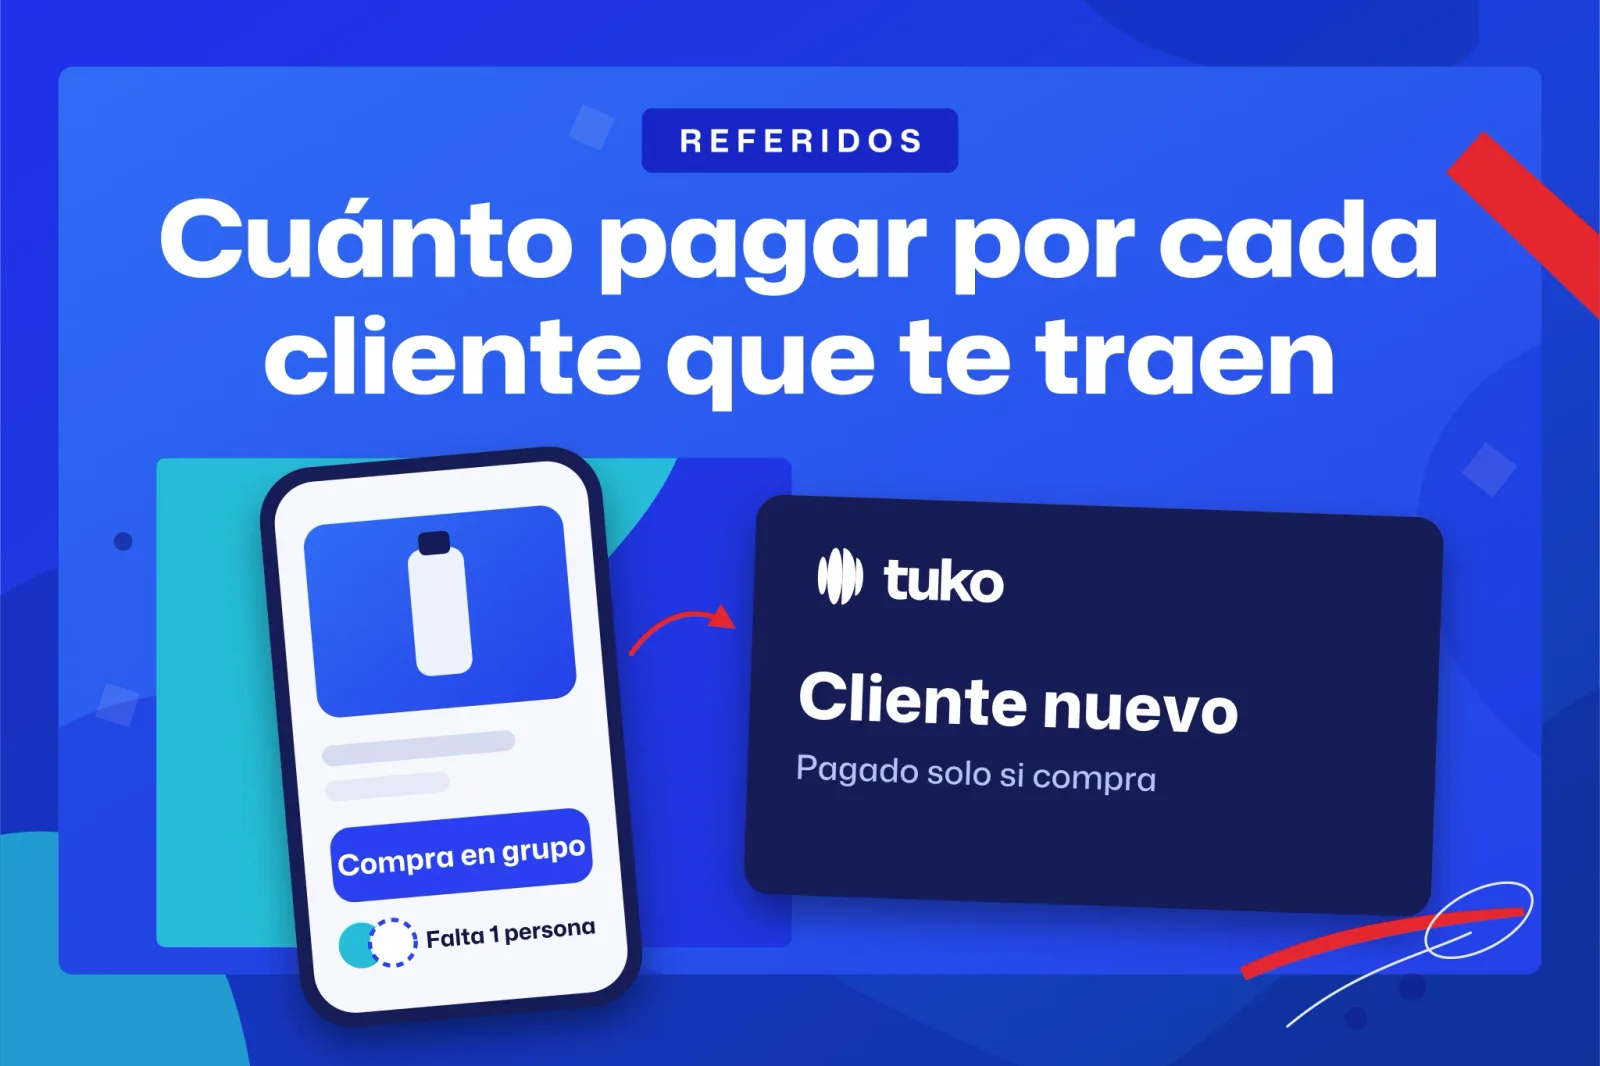 REFERIDOS
Cuánto pagar por cada
cliente que te traen
Compra en grupo
Falta 1 persona
tuko
Cliente nuevo
Pagado solo si compra